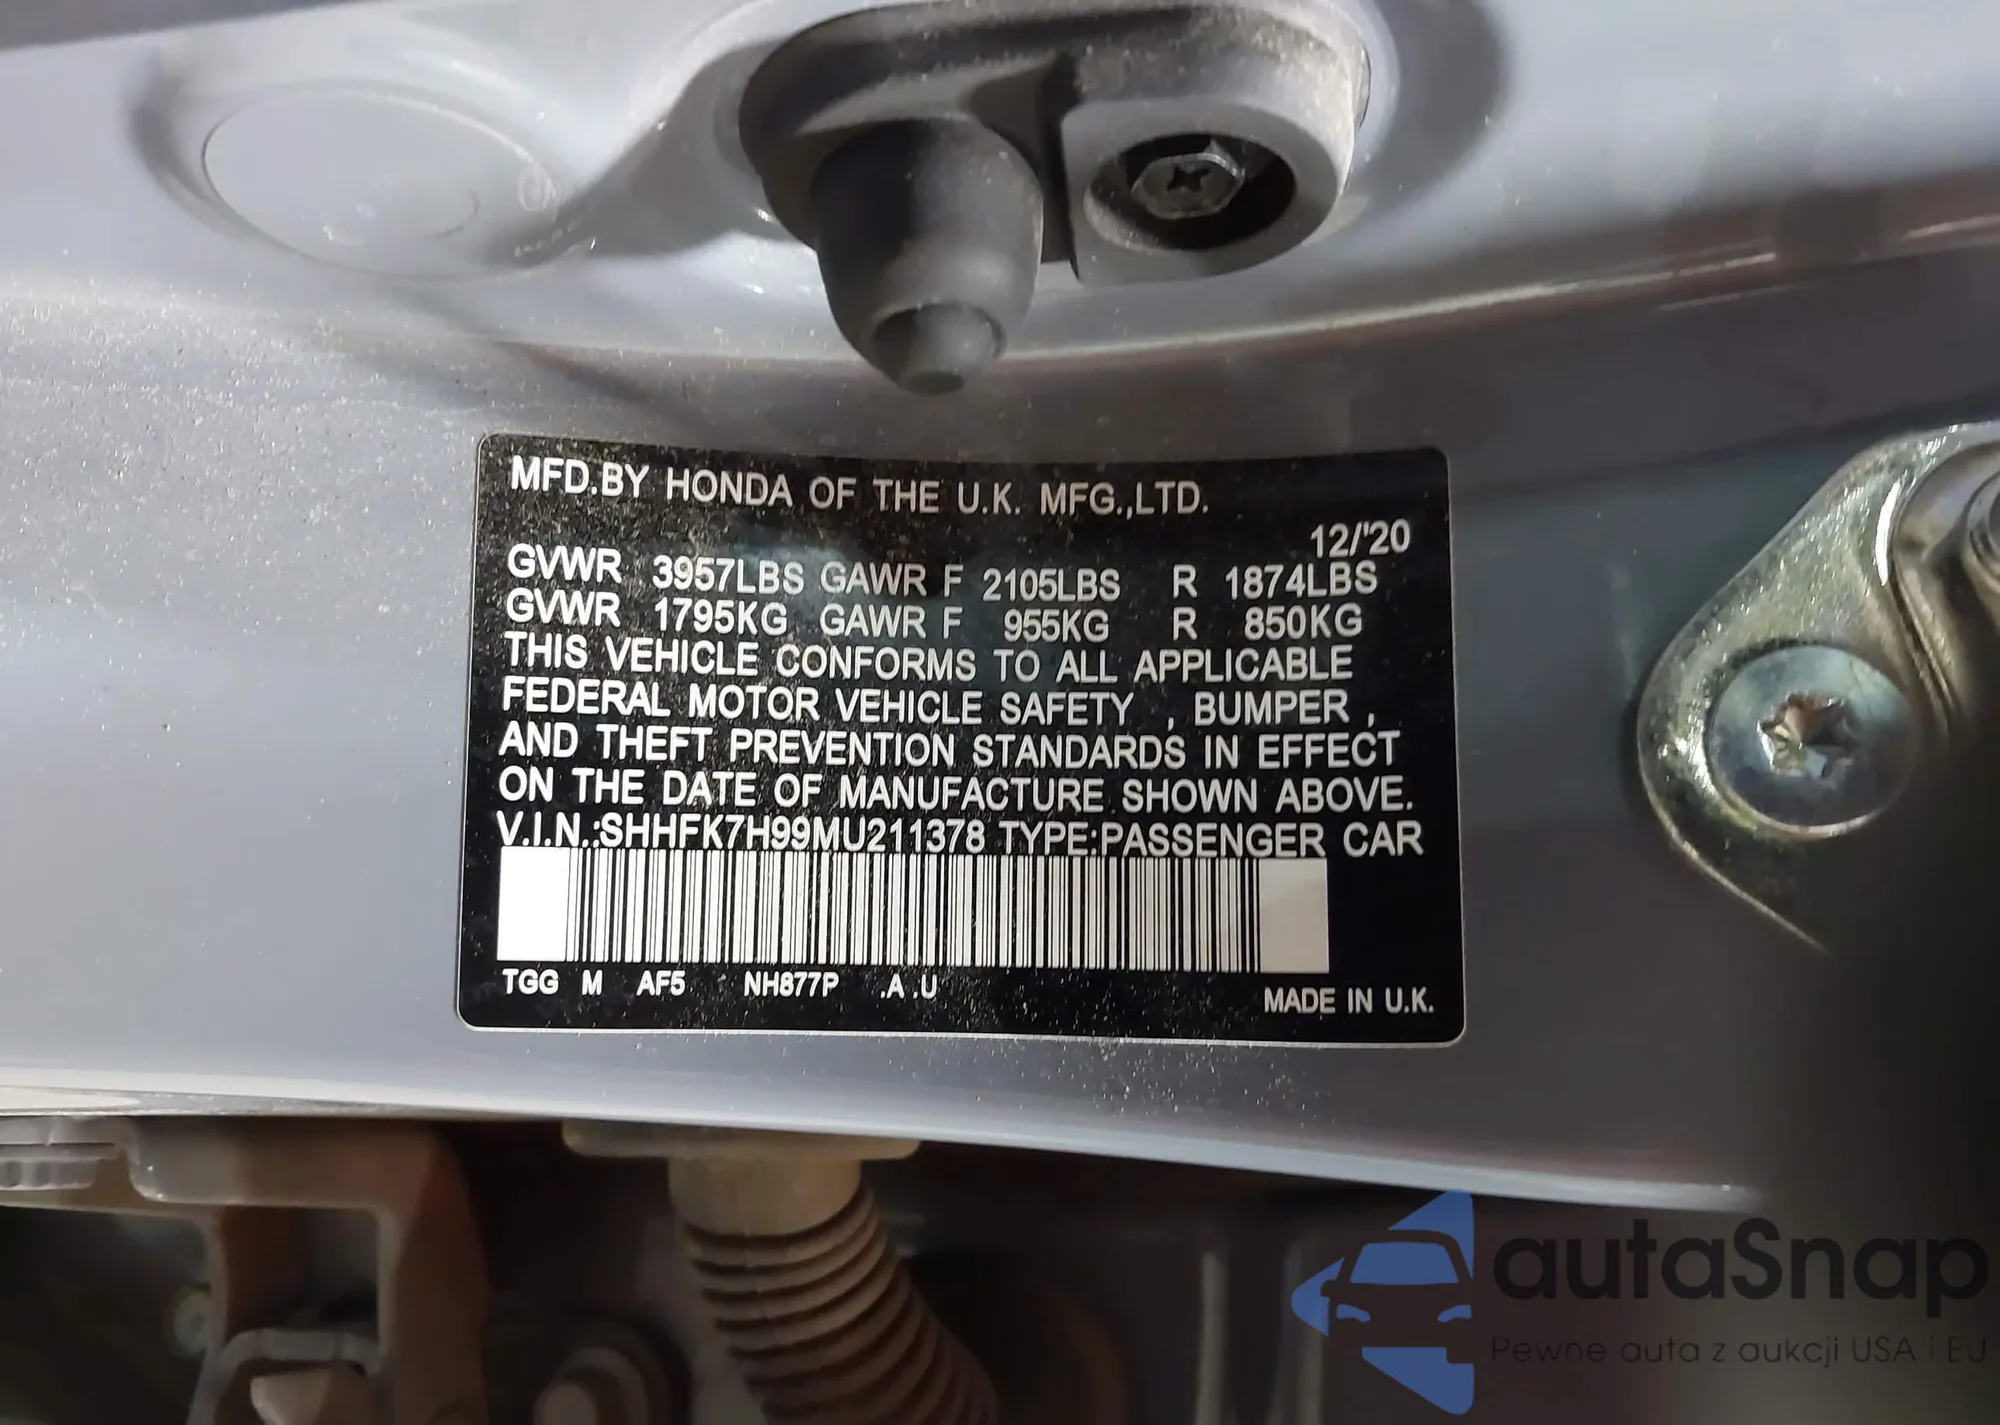 MFD.BY HONDA OF THE U.K. MFG.,LTD.
12/'20
GVWR 3957LBS GAWR F 2105LBS R 1874LBS
GVWR 1795KG GAWR F 955KG R 850KG
THIS VEHICLE CONFORMS TO ALL APPLICABLE
FEDERAL MOTOR VEHICLE SAFETY , BUMPER ,
AND THEFT PREVENTION STANDARDS IN EFFECT
ON THE DATE OF MANUFACTURE SHOWN ABOVE.
V.I.N.:SHHFK7H99MU211378 TYPE:PASSENGER CAR
TGG M AF5 NH877P .A .U
MADE IN U.K.
autaSnap
Pewne auta z aukcji USA i EU